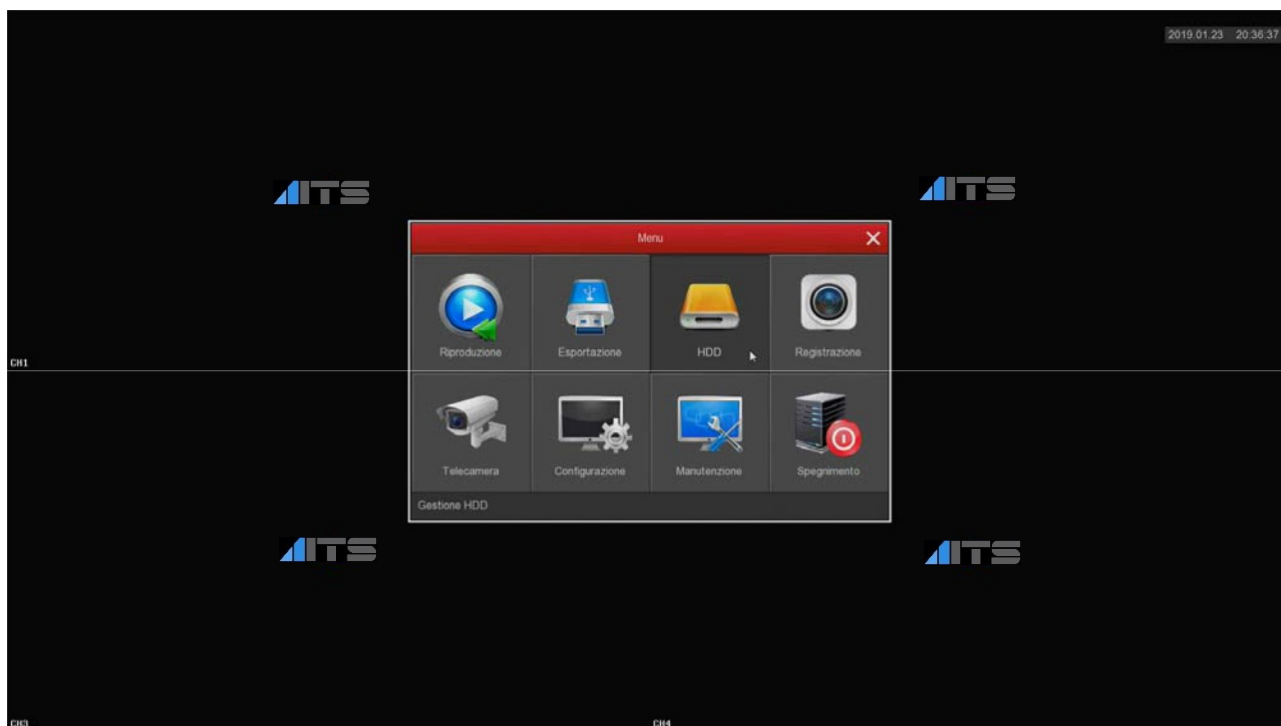 2019.01.23 20:36:37
ITS
ITS
Menu
Riproduzione
Esportazione
HDD
Registrazione
CH1
Telecamera
Configurazione
Manutenzione
Spegnimento
Gestione HDD
ITS
ITS
CH3
CH4